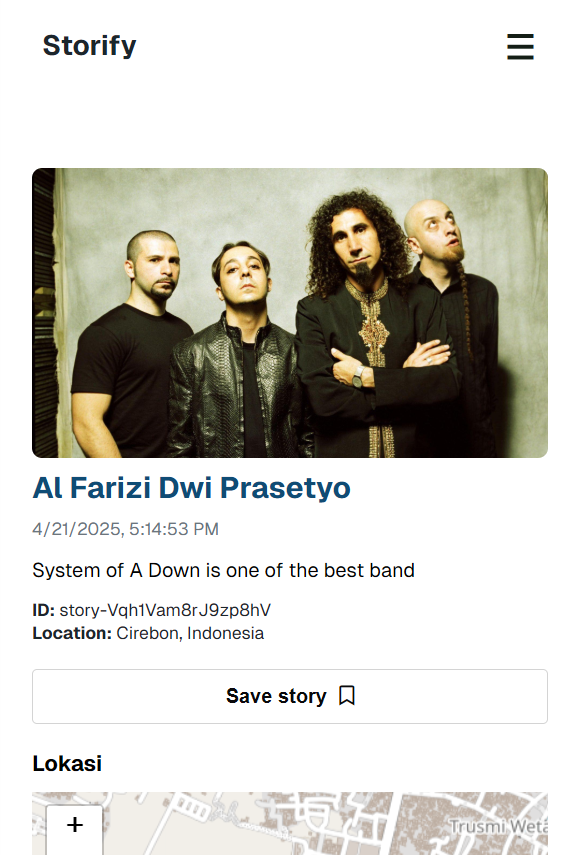 Storify
Al Farizi Dwi Prasetyo
4/21/2025, 5:14:53 PM
System of A Down is one of the best band
ID: story-Vqh1Vam8rJ9zp8hV
Location: Cirebon, Indonesia
Save story
Lokasi
+
Trusmi Weta